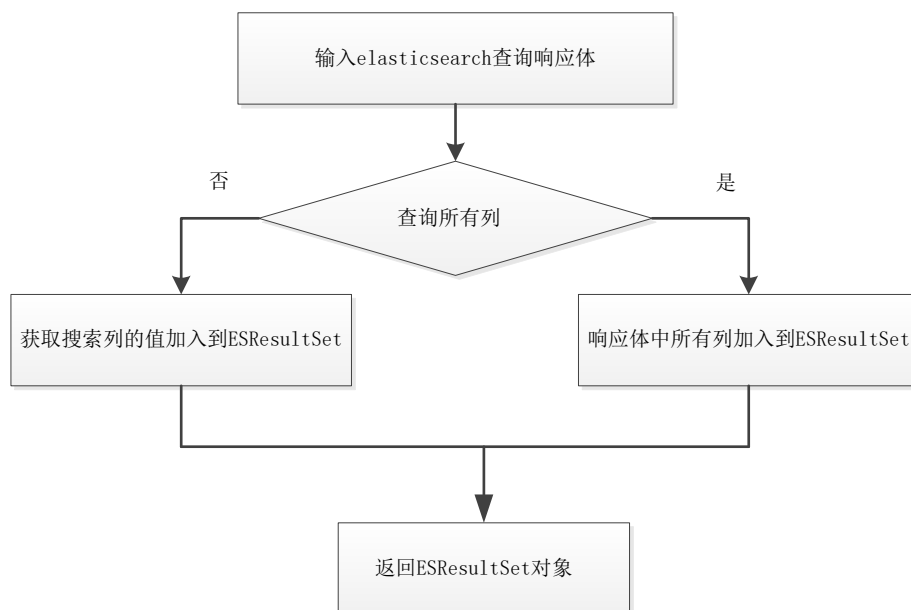 输入elasticsearch查询响应体
否
是
查询所有列
获取搜索列的值加入到ESResultSet
响应体中所有列加入到ESResultSet
返回ESResultSet对象